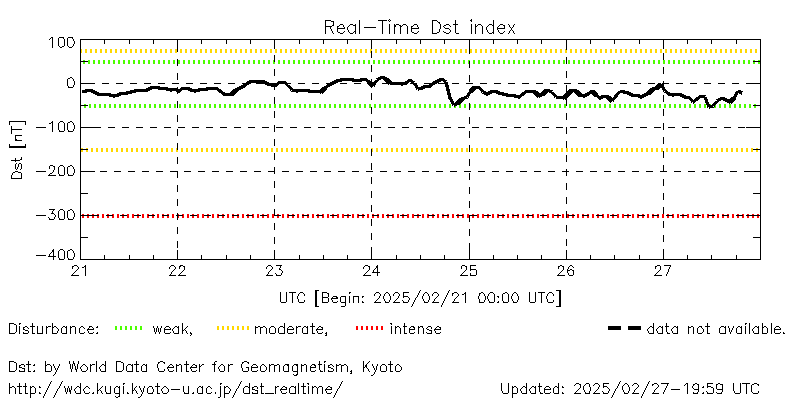 Real-Time Dst index
100
0
-100
-200
-300
-400
Dst [nT]
21 22 23 24 25 26 27
UTC [Begin: 2025/02/21 00:00 UTC]
Disturbance: weak, moderate, intense data not available.
Dst: by World Data Center for Geomagnetism, Kyoto
http://wdc.kugi.kyoto-u.ac.jp/dst_realtime/ Updated: 2025/02/27-19:59 UTC